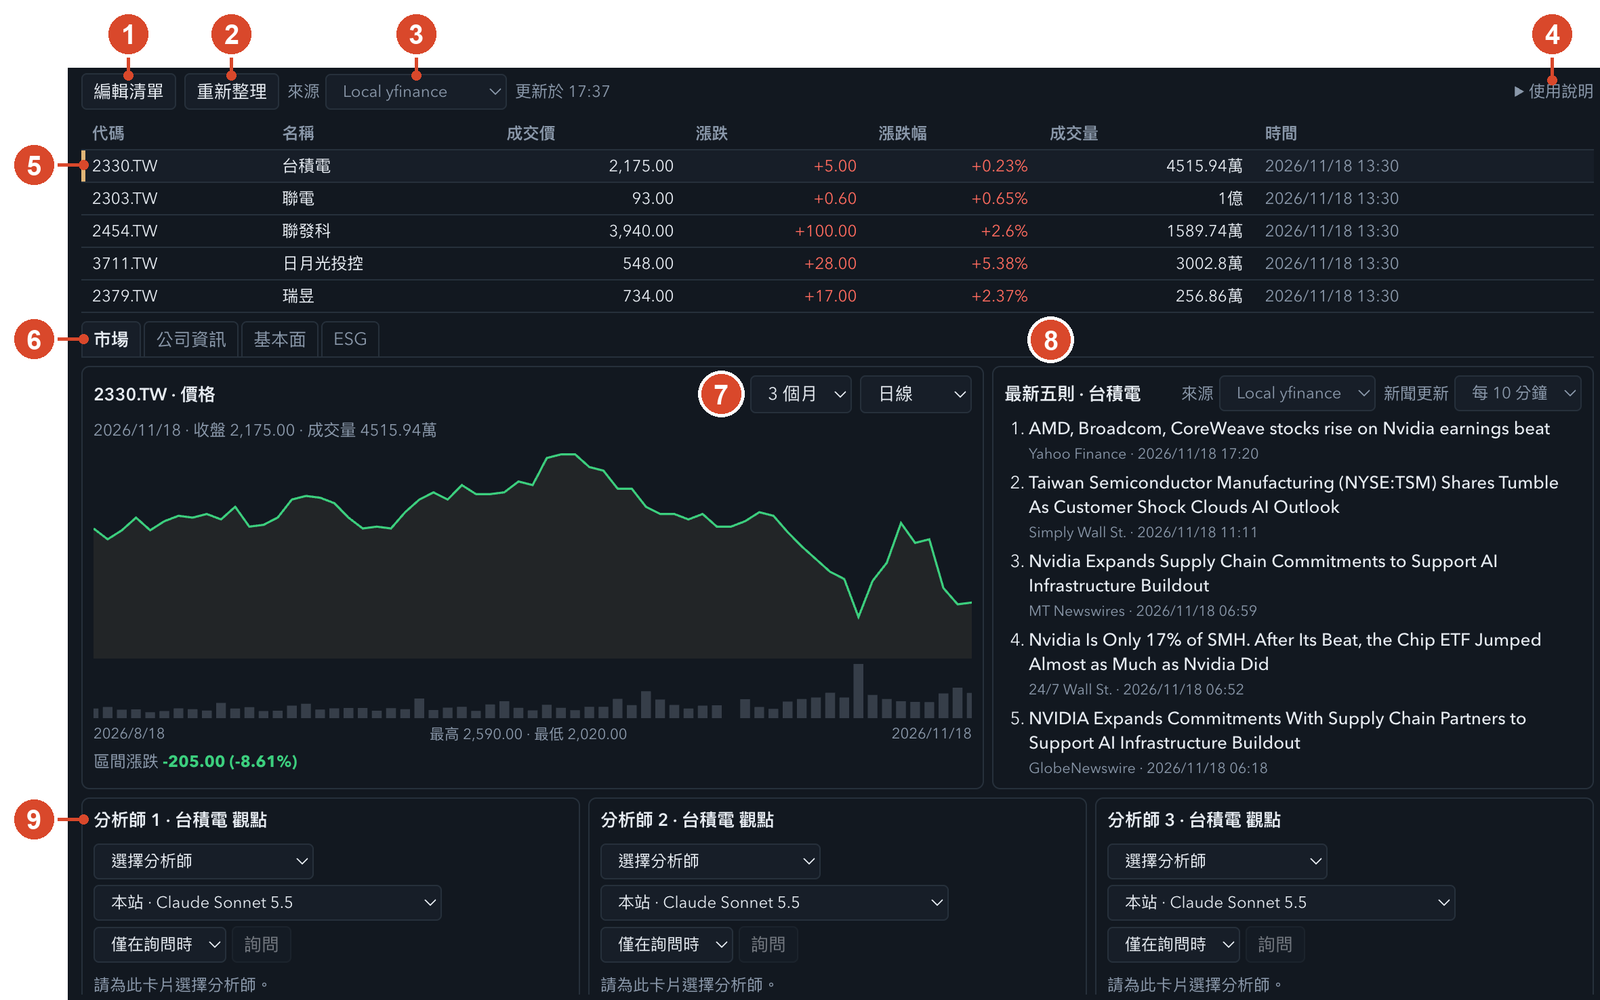 1 2 3 4
編輯清單 重新整理 來源 Local yfinance 更新於 17:37 ▶ 使用說明
代碼 名稱 成交價 漲跌 漲跌幅 成交量 時間
5 2330.TW 台積電 2,175.00 +5.00 +0.23% 4515.94萬 2026/11/18 13:30
2303.TW 聯電 93.00 +0.60 +0.65% 1億 2026/11/18 13:30
2454.TW 聯發科 3,940.00 +100.00 +2.6% 1589.74萬 2026/11/18 13:30
3711.TW 日月光投控 548.00 +28.00 +5.38% 3002.8萬 2026/11/18 13:30
2379.TW 瑞昱 734.00 +17.00 +2.37% 256.86萬 2026/11/18 13:30
6 市場 公司資訊 基本面 ESG 8
2330.TW · 價格 7 3 個月 日線
2026/11/18 · 收盤 2,175.00 · 成交量 4515.94萬
2026/8/18 最高 2,590.00 · 最低 2,020.00 2026/11/18
區間漲跌 -205.00 (-8.61%)
最新五則 · 台積電 來源 Local yfinance 新聞更新 每 10 分鐘
1. AMD, Broadcom, CoreWeave stocks rise on Nvidia earnings beat
Yahoo Finance · 2026/11/18 17:20
2. Taiwan Semiconductor Manufacturing (NYSE:TSM) Shares Tumble
As Customer Shock Clouds AI Outlook
Simply Wall St. · 2026/11/18 11:11
3. Nvidia Expands Supply Chain Commitments to Support AI
Infrastructure Buildout
MT Newswires · 2026/11/18 06:59
4. Nvidia Is Only 17% of SMH. After Its Beat, the Chip ETF Jumped
Almost as Much as Nvidia Did
24/7 Wall St. · 2026/11/18 06:52
5. NVIDIA Expands Commitments With Supply Chain Partners to
Support AI Infrastructure Buildout
GlobeNewswire · 2026/11/18 06:18
9 分析師 1 · 台積電 觀點
選擇分析師
本站 · Claude Sonnet 5.5
僅在詢問時 詢問
請為此卡片選擇分析師。
分析師 2 · 台積電 觀點
選擇分析師
本站 · Claude Sonnet 5.5
僅在詢問時 詢問
請為此卡片選擇分析師。
分析師 3 · 台積電 觀點
選擇分析師
本站 · Claude Sonnet 5.5
僅在詢問時 詢問
請為此卡片選擇分析師。